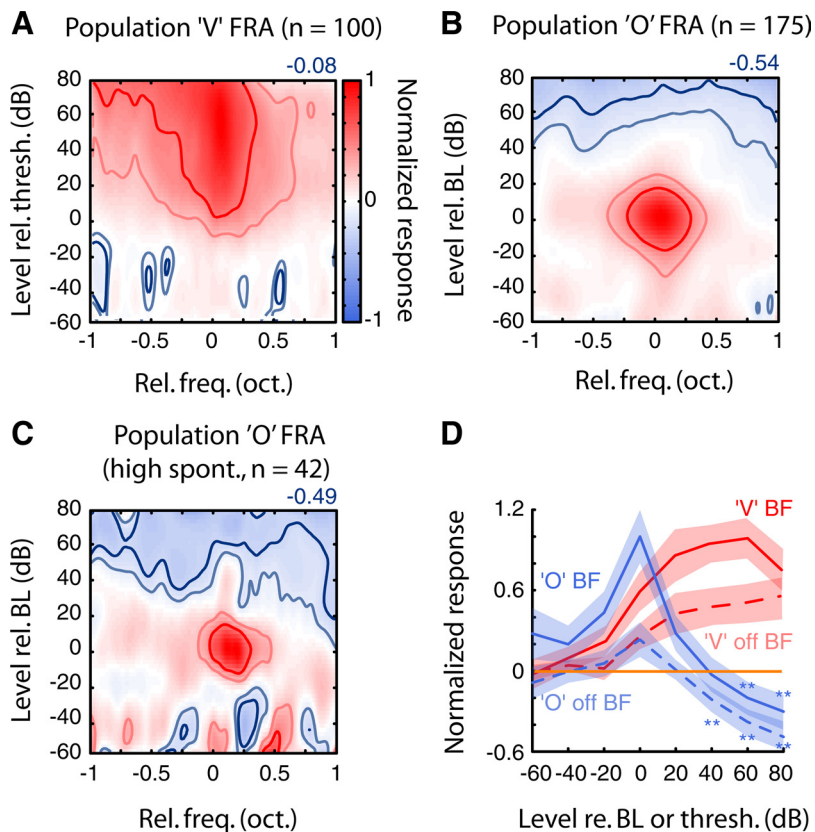 A
Population 'V' FRA (n = 100)
-0.08
80
60
40
20
0
-20
-40
-60
Level rel. thresh. (dB)
-1
-0.5
0
0.5
1
Rel. freq. (oct.)
1
0
-1
Normalized response
B
Population 'O' FRA (n = 175)
-0.54
80
60
40
20
0
-20
-40
-60
Level rel. BL (dB)
-1
-0.5
0
0.5
1
Rel. freq. (oct.)
C
Population 'O' FRA
(high spont., n = 42)
-0.49
80
60
40
20
0
-20
-40
-60
Level rel. BL (dB)
-1
-0.5
0
0.5
1
Rel. freq. (oct.)
D
1.2
0.6
0
-0.6
Normalized response
'V' BF
'O' BF
'V' off BF
'O' off BF
**
**
**
**
**
-60 -40 -20 0 20 40 60 80
Level re. BL or thresh. (dB)